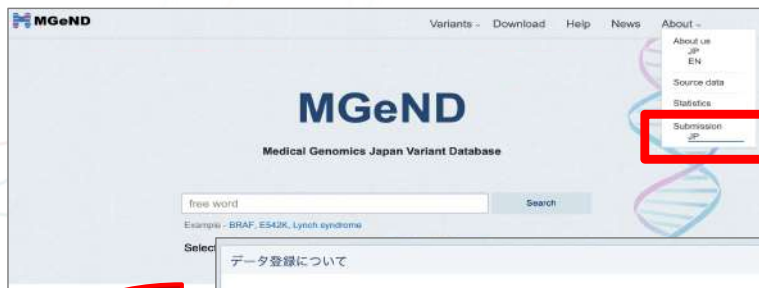 MGeND
Variants Download Help News About
About us
JP
EN
Source data
Statistics
Submission
JP
MGeND
Medical Genomics Japan Variant Database
free word
Search
Example - BRAF, E542K, Lynch syndrome
Selec
データ登録について